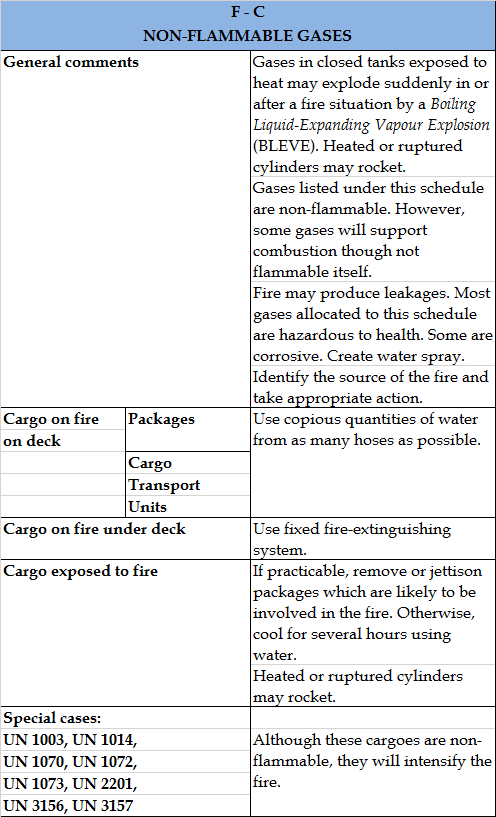 F - C
NON-FLAMMABLE GASES
General comments
Gases in closed tanks exposed to
heat may explode suddenly in or
after a fire situation by a Boiling
Liquid-Expanding Vapour Explosion
(BLEVE). Heated or ruptured
cylinders may rocket.
Gases listed under this schedule
are non-flammable. However,
some gases will support
combustion though not
flammable itself.
Fire may produce leakages. Most
gases allocated to this schedule
are hazardous to health. Some are
corrosive. Create water spray.
Identify the source of the fire and
take appropriate action.
Cargo on fire
on deck
Packages
Cargo
Transport
Units
Use copious quantities of water
from as many hoses as possible.
Cargo on fire under deck
Use fixed fire-extinguishing
system.
Cargo exposed to fire
If practicable, remove or jettison
packages which are likely to be
involved in the fire. Otherwise,
cool for several hours using
water.
Heated or ruptured cylinders
may rocket.
Special cases:
UN 1003, UN 1014,
UN 1070, UN 1072,
UN 1073, UN 2201,
UN 3156, UN 3157
Although these cargoes are non-
flammable, they will intensify the
fire.